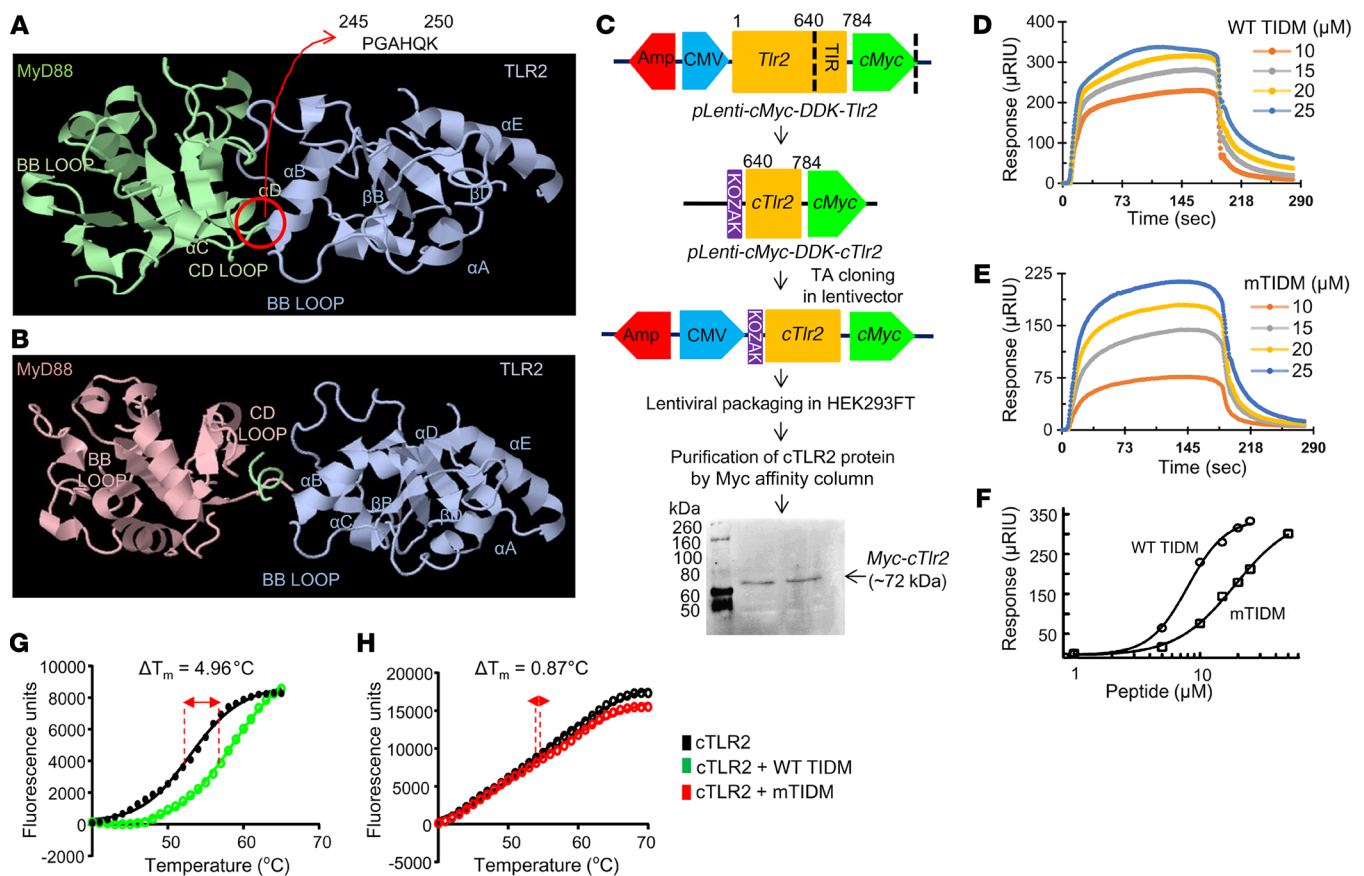 A
245 250
PGAHQK
MyD88
TLR2
BB LOOP
αB
αD
βB
αE
βD
αC
CD LOOP
αA
BB LOOP
B
MyD88
TLR2
CD
LOOP
BB
LOOP
αD
αE
αB
βB
αC
βD
αA
BB LOOP
C
1 640 784
Amp CMV Tlr2 TIR cMyc
pLenti-cMyc-DDK-Tlr2
640 784
KOZAK cTlr2 cMyc
pLenti-cMyc-DDK-cTlr2
TA cloning
in lentivector
Amp CMV KOZAK cTlr2 cMyc
Lentiviral packaging in HEK293FT
Purification of cTLR2 protein
by Myc affinity column
kDa
260
160
100
80
60
50
Myc-cTlr2
(~72 kDa)
D
WT TIDM (µM)
10
15
20
25
Response (µRIU)
400
300
200
100
0
0 73 145 218 290
Time (sec)
E
mTIDM (µM)
10
15
20
25
Response (µRIU)
225
150
75
0
0 73 145 218 290
Time (sec)
F
Response (µRIU)
350
250
150
50
WT TIDM
mTIDM
1 10
Peptide (µM)
G
ΔTm = 4.96°C
Fluorescence units
10000
8000
6000
4000
2000
0
-2000
50 60 70
Temperature (°C)
H
ΔTm = 0.87°C
Fluorescence units
20000
15000
10000
5000
0
-5000
50 60 70
Temperature (°C)
cTLR2
cTLR2 + WT TIDM
cTLR2 + mTIDM